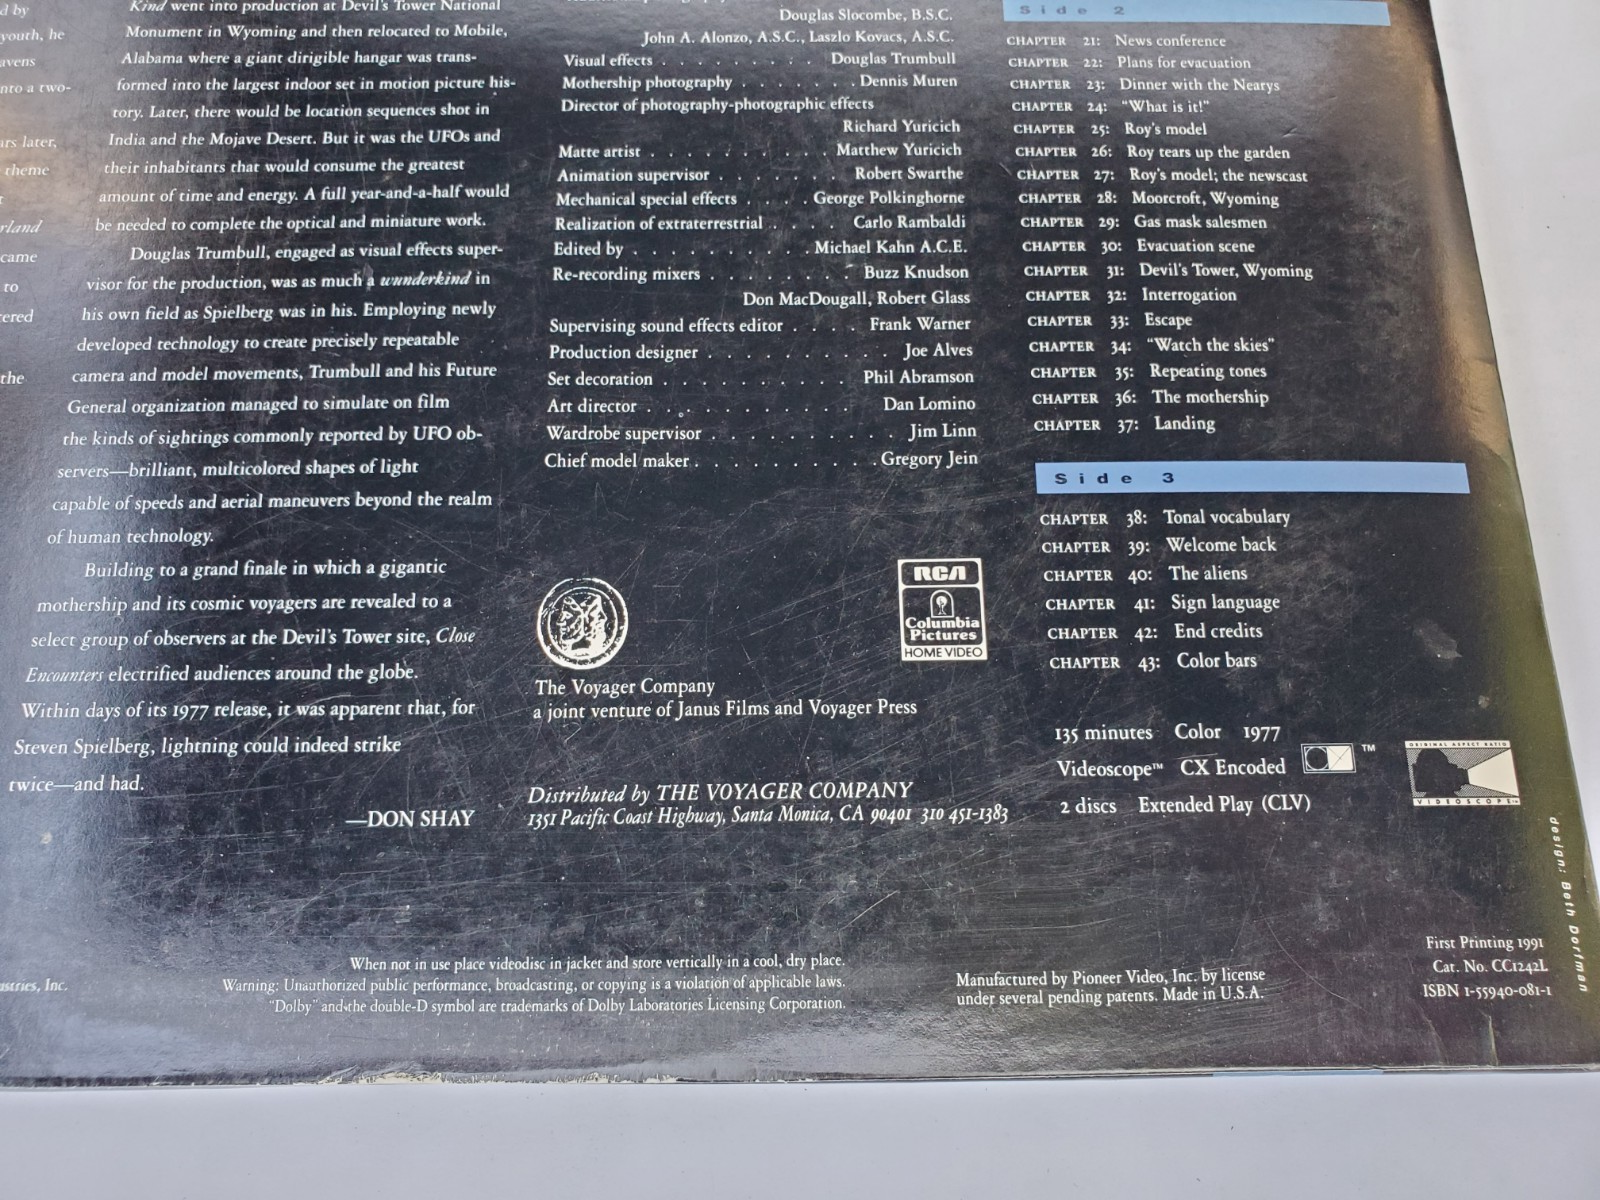 d by
youth, he
avens
nto a two-
ars later,
theme
rland
came
to
tered
the
ustries, Inc.
Kind went into production at Devil's Tower National
Monument in Wyoming and then relocated to Mobile,
Alabama where a giant dirigible hangar was trans-
formed into the largest indoor set in motion picture his-
tory. Later, there would be location sequences shot in
India and the Mojave Desert. But it was the UFOs and
their inhabitants that would consume the greatest
amount of time and energy. A full year-and-a-half would
be needed to complete the optical and miniature work.
Douglas Trumbull, engaged as visual effects super-
visor for the production, was as much a wunderkind in
his own field as Spielberg was in his. Employing newly
developed technology to create precisely repeatable
camera and model movements, Trumbull and his Future
General organization managed to simulate on film
the kinds of sightings commonly reported by UFO ob-
servers—brilliant, multicolored shapes of light
capable of speeds and aerial maneuvers beyond the realm
of human technology.
Building to a grand finale in which a gigantic
mothership and its cosmic voyagers are revealed to a
select group of observers at the Devil's Tower site, Close
Encounters electrified audiences around the globe.
Within days of its 1977 release, it was apparent that, for
Steven Spielberg, lightning could indeed strike
twice—and had.
—DON SHAY
Douglas Slocombe, B.S.C.
John A. Alonzo, A.S.C., Laszlo Kovacs, A.S.C.
Visual effects . . . . . . . . . Douglas Trumbull
Mothership photography . . . . . . . Dennis Muren
Director of photography-photographic effects
Richard Yuricich
Matte artist . . . . . . . . . . Matthew Yuricich
Animation supervisor . . . . . . . Robert Swarthe
Mechanical special effects . . . . George Polkinghorne
Realization of extraterrestrial . . . . Carlo Rambaldi
Edited by . . . . . . . . . . Michael Kahn A.C.E.
Re-recording mixers . . . . . . . . Buzz Knudson
Don MacDougall, Robert Glass
Supervising sound effects editor . . . . Frank Warner
Production designer . . . . . . . . . . Joe Alves
Set decoration . . . . . . . . . . Phil Abramson
Art director . . . . . . . . . . Dan Lomino
Wardrobe supervisor . . . . . . . . . . Jim Linn
Chief model maker . . . . . . . . . . Gregory Jein
RCA
Columbia
Pictures
HOME VIDEO
The Voyager Company
a joint venture of Janus Films and Voyager Press
Distributed by THE VOYAGER COMPANY
1351 Pacific Coast Highway, Santa Monica, CA 90401 310 451-1383
Side 2
CHAPTER 21: News conference
CHAPTER 22: Plans for evacuation
CHAPTER 23: Dinner with the Nearys
CHAPTER 24: "What is it!"
CHAPTER 25: Roy's model
CHAPTER 26: Roy tears up the garden
CHAPTER 27: Roy's model; the newscast
CHAPTER 28: Moorcroft, Wyoming
CHAPTER 29: Gas mask salesmen
CHAPTER 30: Evacuation scene
CHAPTER 31: Devil's Tower, Wyoming
CHAPTER 32: Interrogation
CHAPTER 33: Escape
CHAPTER 34: "Watch the skies"
CHAPTER 35: Repeating tones
CHAPTER 36: The mothership
CHAPTER 37: Landing
Side 3
CHAPTER 38: Tonal vocabulary
CHAPTER 39: Welcome back
CHAPTER 40: The aliens
CHAPTER 41: Sign language
CHAPTER 42: End credits
CHAPTER 43: Color bars
135 minutes Color 1977
Videoscope™ CX Encoded ™
2 discs Extended Play (CLV)
ORIGINAL ASPECT RATIO
VIDEOSCOPE™
design: Beth Dorfman
When not in use place videodisc in jacket and store vertically in a cool, dry place.
Warning: Unauthorized public performance, broadcasting, or copying is a violation of applicable laws.
"Dolby" and the double-D symbol are trademarks of Dolby Laboratories Licensing Corporation.
Manufactured by Pioneer Video, Inc. by license
under several pending patents. Made in U.S.A.
First Printing 1991
Cat. No. CC1242L
ISBN 1-55940-081-1